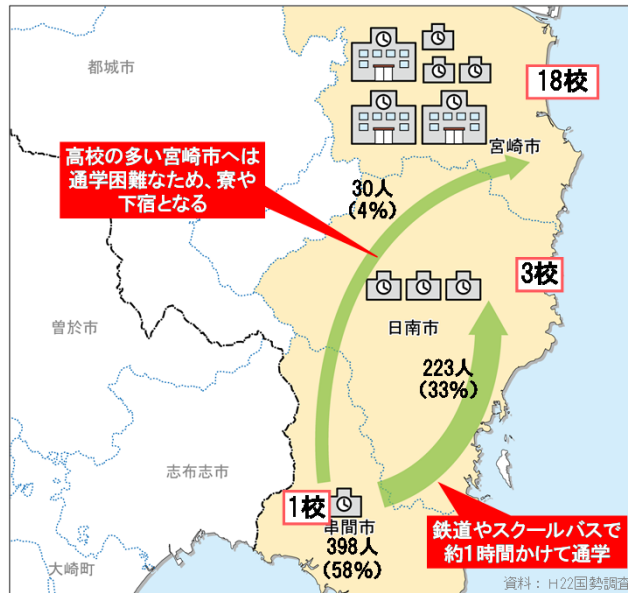 都城市
18校
宮崎市
高校の多い宮崎市へは
通学困難なため、寮や
下宿となる
30人
(4%)
3校
曽於市
日南市
223人
(33%)
志布志市
1校
串間市
398人
(58%)
鉄道やスクールバスで
約1時間かけて通学
大崎町
資料：H22国勢調査